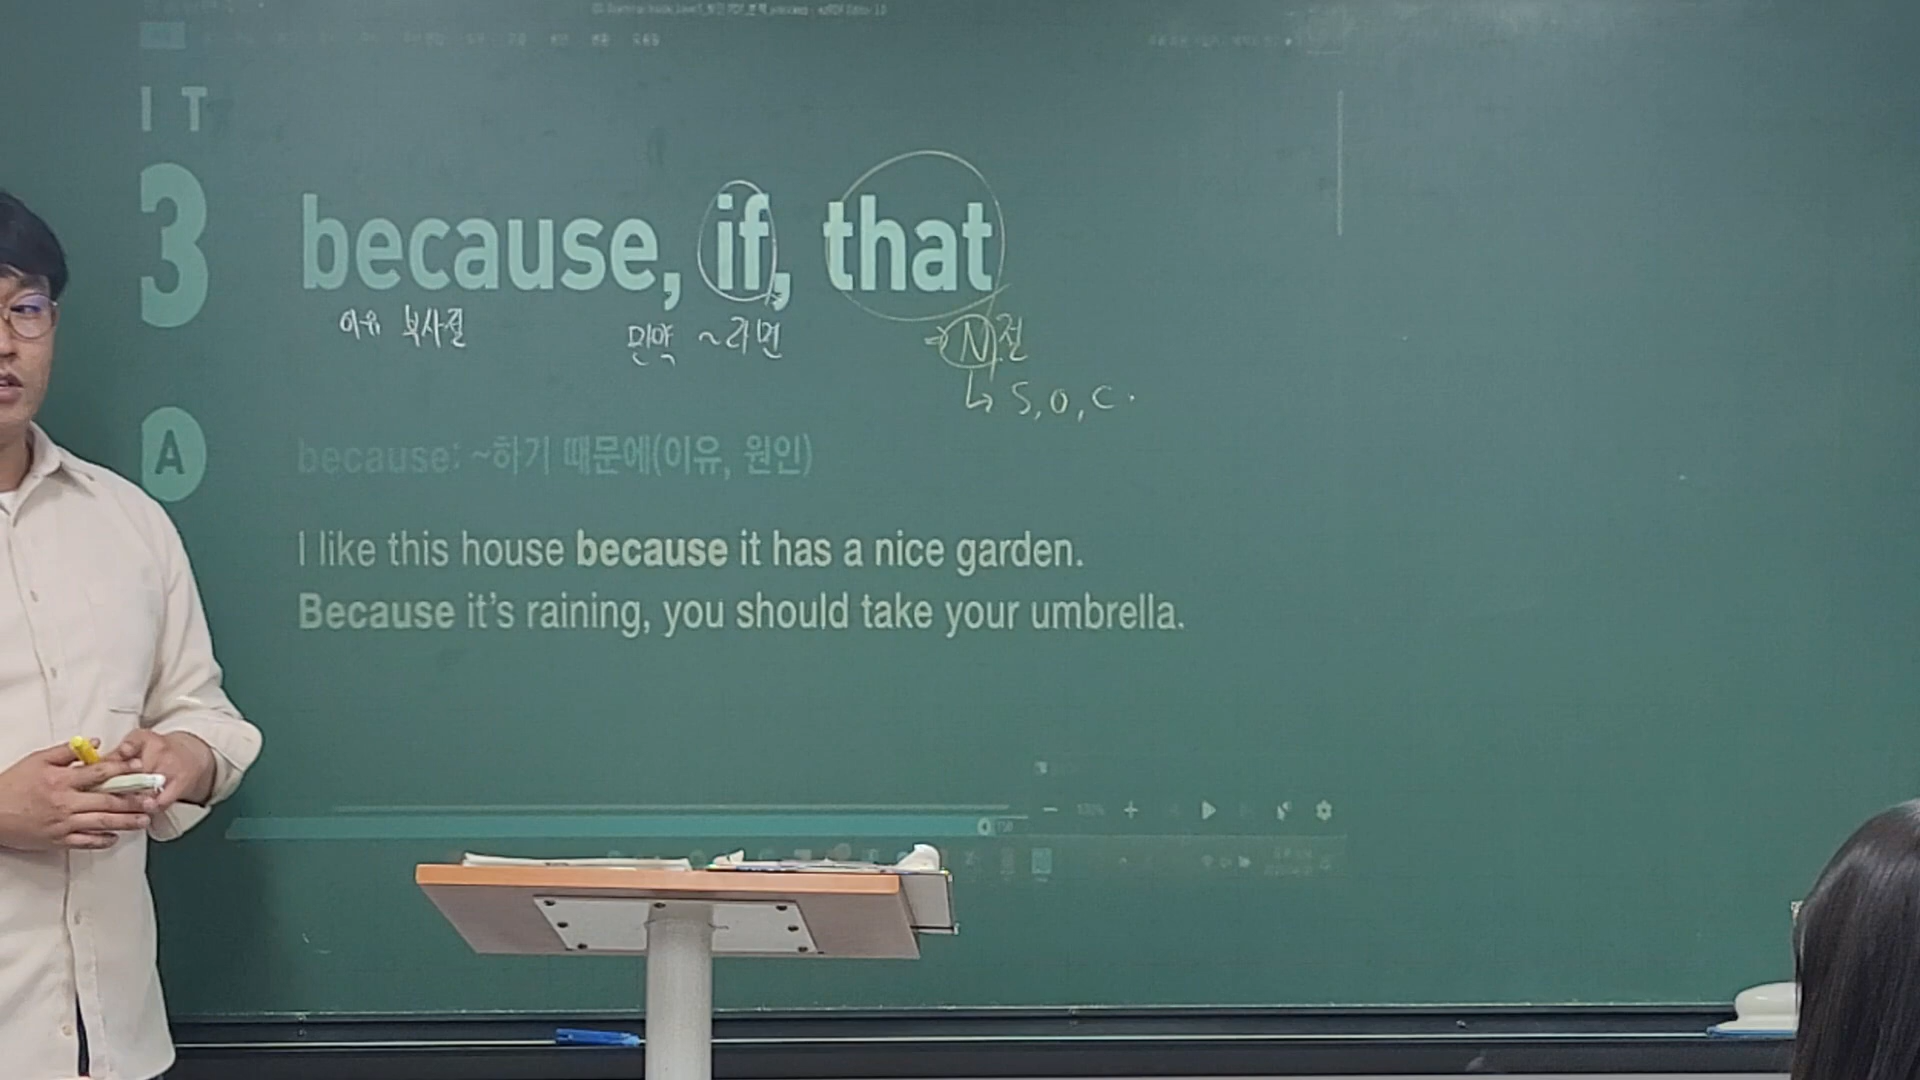 I T
3
because, if, that
이유 부사절
만약 ~라면
→ N절
↳ S, O, C.
A
because: ~하기 때문에(이유, 원인)
I like this house because it has a nice garden.
Because it's raining, you should take your umbrella.